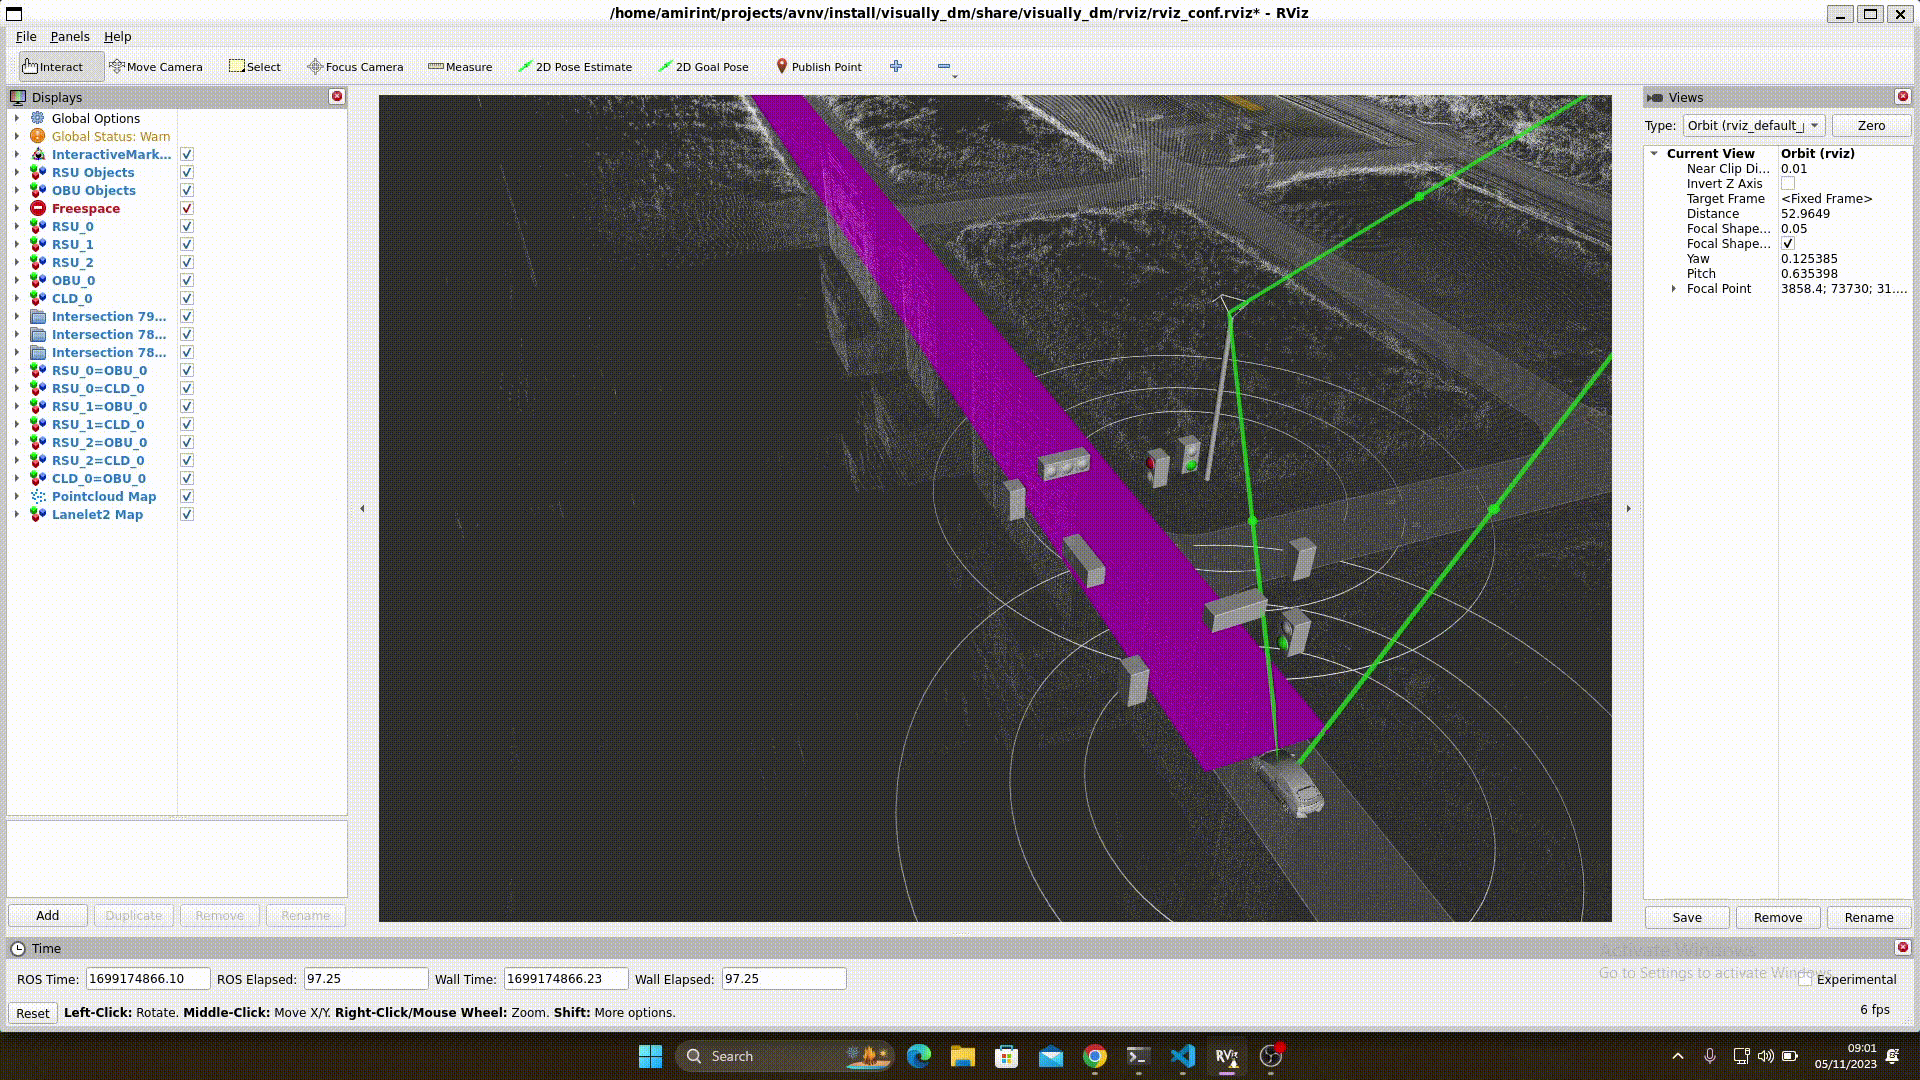 /home/amirint/projects/avnv/install/visually_dm/share/visually_dm/rviz/rviz_conf.rviz* - RViz
File Panels Help
Interact Move Camera Select Focus Camera Measure 2D Pose Estimate 2D Goal Pose Publish Point
Displays
Global Options
Global Status: Warn
InteractiveMark...
RSU Objects
OBU Objects
Freespace
RSU_0
RSU_1
RSU_2
OBU_0
CLD_0
Intersection 79...
Intersection 78...
Intersection 78...
RSU_0=OBU_0
RSU_0=CLD_0
RSU_1=OBU_0
RSU_1=CLD_0
RSU_2=OBU_0
RSU_2=CLD_0
CLD_0=OBU_0
Pointcloud Map
Lanelet2 Map
Add Duplicate Remove Rename
Views
Type: Orbit (rviz_default_ Zero
Current View Orbit (rviz)
Near Clip Di... 0.01
Invert Z Axis
Target Frame <Fixed Frame>
Distance 52.9649
Focal Shape... 0.05
Focal Shape...
Yaw 0.125385
Pitch 0.635398
Focal Point 3858.4; 73730; 31....
Save Remove Rename
Time
Activate Windows
Go to Settings to activate Windows.
ROS Time: 1699174866.10 ROS Elapsed: 97.25 Wall Time: 1699174866.23 Wall Elapsed: 97.25 Experimental
Reset Left-Click: Rotate. Middle-Click: Move X/Y. Right-Click/Mouse Wheel: Zoom. Shift: More options. 6 fps
Search
RViz
09:01
05/11/2023